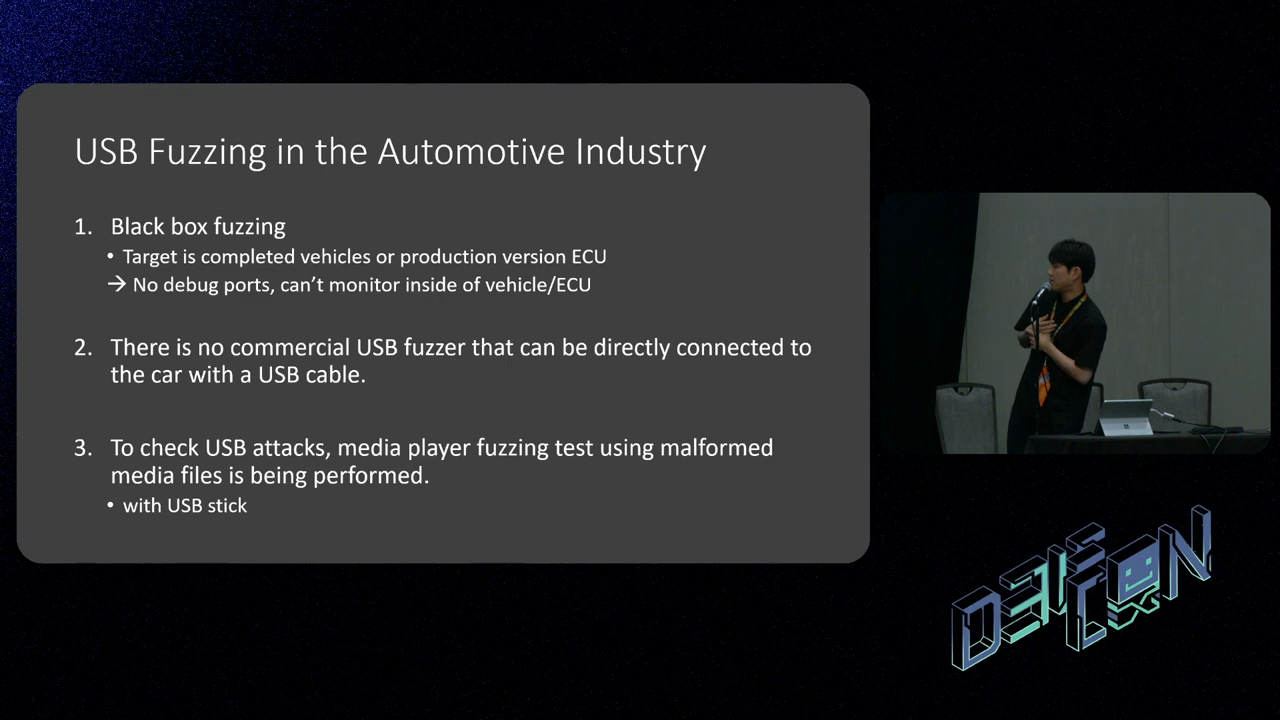 USB Fuzzing in the Automotive Industry
1. Black box fuzzing
• Target is completed vehicles or production version ECU
→ No debug ports, can’t monitor inside of vehicle/ECU
2. There is no commercial USB fuzzer that can be directly connected to
the car with a USB cable.
3. To check USB attacks, media player fuzzing test using malformed
media files is being performed.
• with USB stick
DEF
CON